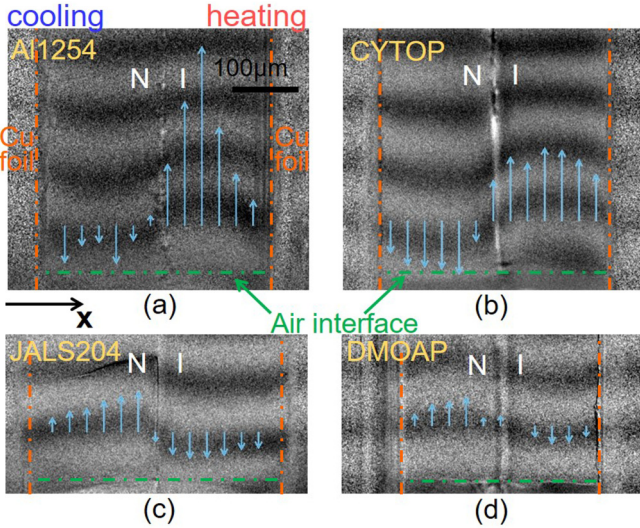 cooling heating
Al1254 CYTOP
N I N I
100μm
Cu foil Cu foil
(a) (b)
x
Air interface
JALS204 DMOAP
N I N I
(c) (d)